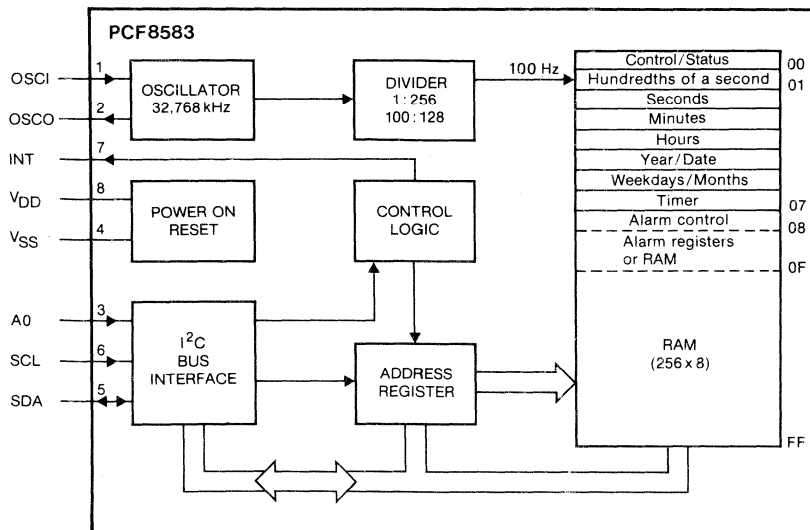 PCF8583
OSCI
1
OSCILLATOR
32,768 kHz
DIVIDER
1 : 256
100 : 128
100 Hz
OSCO
2
INT
7
VDD
8
POWER ON
RESET
CONTROL
LOGIC
VSS
4
A0
3
SCL
6
SDA
5
I²C
BUS
INTERFACE
ADDRESS
REGISTER
Control/Status
00
Hundredths of a second
01
Seconds
Minutes
Hours
Year/Date
Weekdays/Months
Timer
07
Alarm control
08
Alarm registers
or RAM
0F
RAM
(256 x 8)
FF